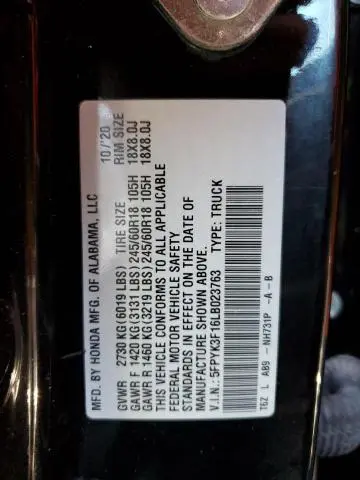 MFD. BY HONDA MFG. OF ALABAMA, LLC 10/'20
GVWR 2730 KG(6019 LBS) TIRE SIZE RIM SIZE
GAWR F 1420 KG(3131 LBS) 245/60R18 105H 18X8.0J
GAWR R 1460 KG(3219 LBS) 245/60R18 105H 18X8.0J
THIS VEHICLE CONFORMS TO ALL APPLICABLE
FEDERAL MOTOR VEHICLE SAFETY
STANDARDS IN EFFECT ON THE DATE OF
MANUFACTURE SHOWN ABOVE.
V.I.N.: 5FPYK3F16LB023763 TYPE: TRUCK
T6Z L AB9 - NH731P -A -B